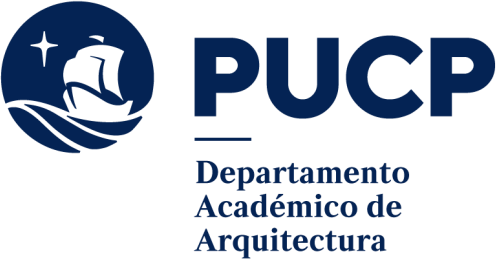 PUCP
Departamento
Académico de
Arquitectura